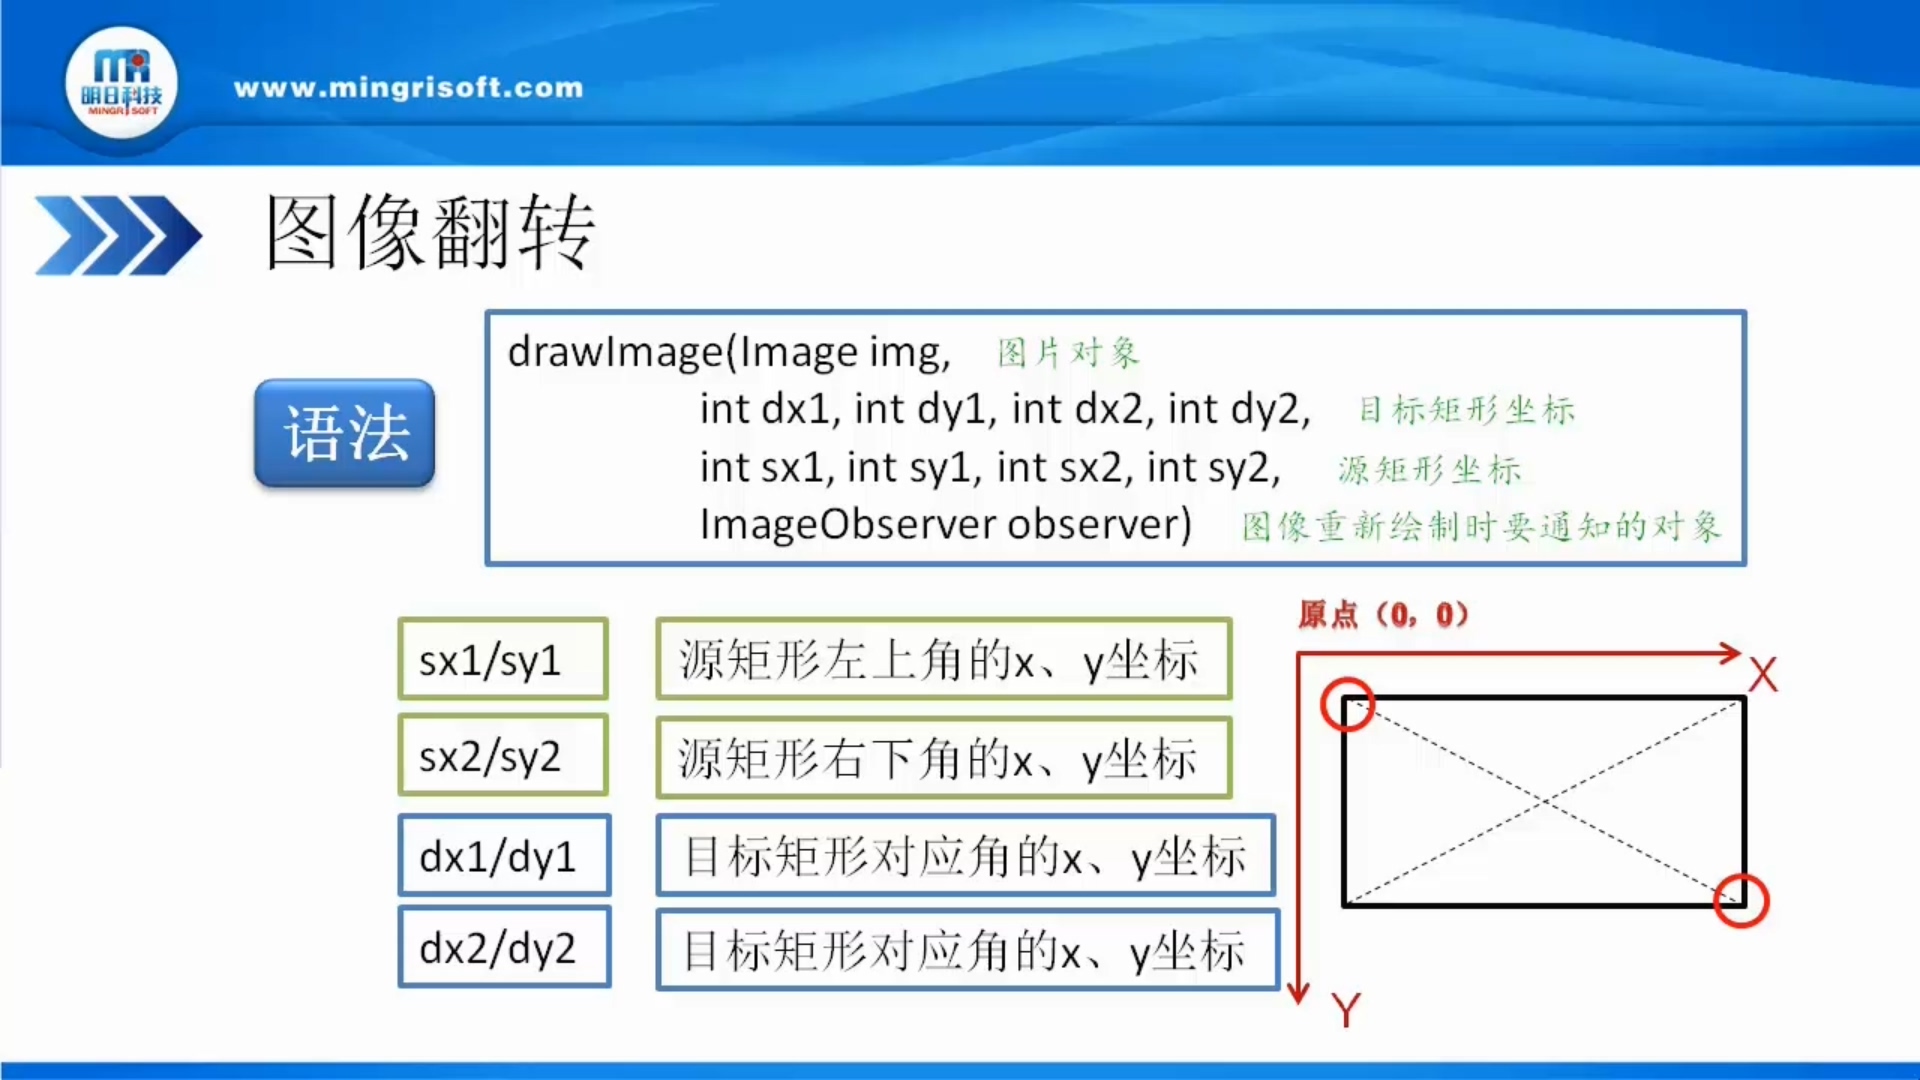 MR
明日科技
MINGRISOFT
www.mingrisoft.com
图像翻转
语法
drawImage(Image img, 图片对象
int dx1, int dy1, int dx2, int dy2, 目标矩形坐标
int sx1, int sy1, int sx2, int sy2, 源矩形坐标
ImageObserver observer) 图像重新绘制时要通知的对象
sx1/sy1 源矩形左上角的x、y坐标
sx2/sy2 源矩形右下角的x、y坐标
dx1/dy1 目标矩形对应角的x、y坐标
dx2/dy2 目标矩形对应角的x、y坐标
原点（0，0）
X
Y